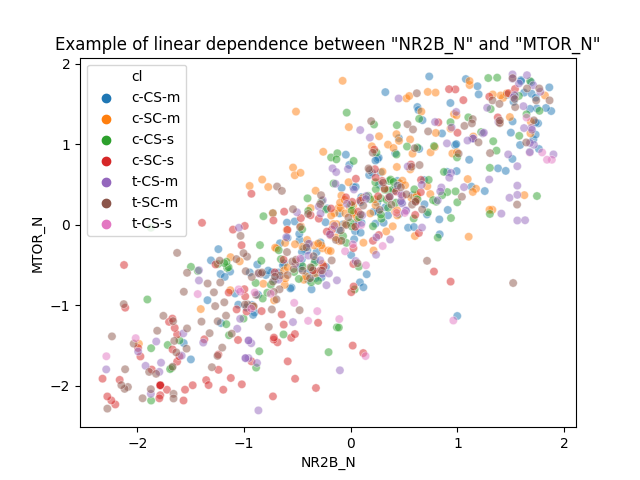 Example of linear dependence between "NR2B_N" and "MTOR_N"
cl
c-CS-m
c-SC-m
c-CS-s
c-SC-s
t-CS-m
t-SC-m
t-CS-s
2
1
0
−1
−2
MTOR_N
−2
−1
0
1
2
NR2B_N